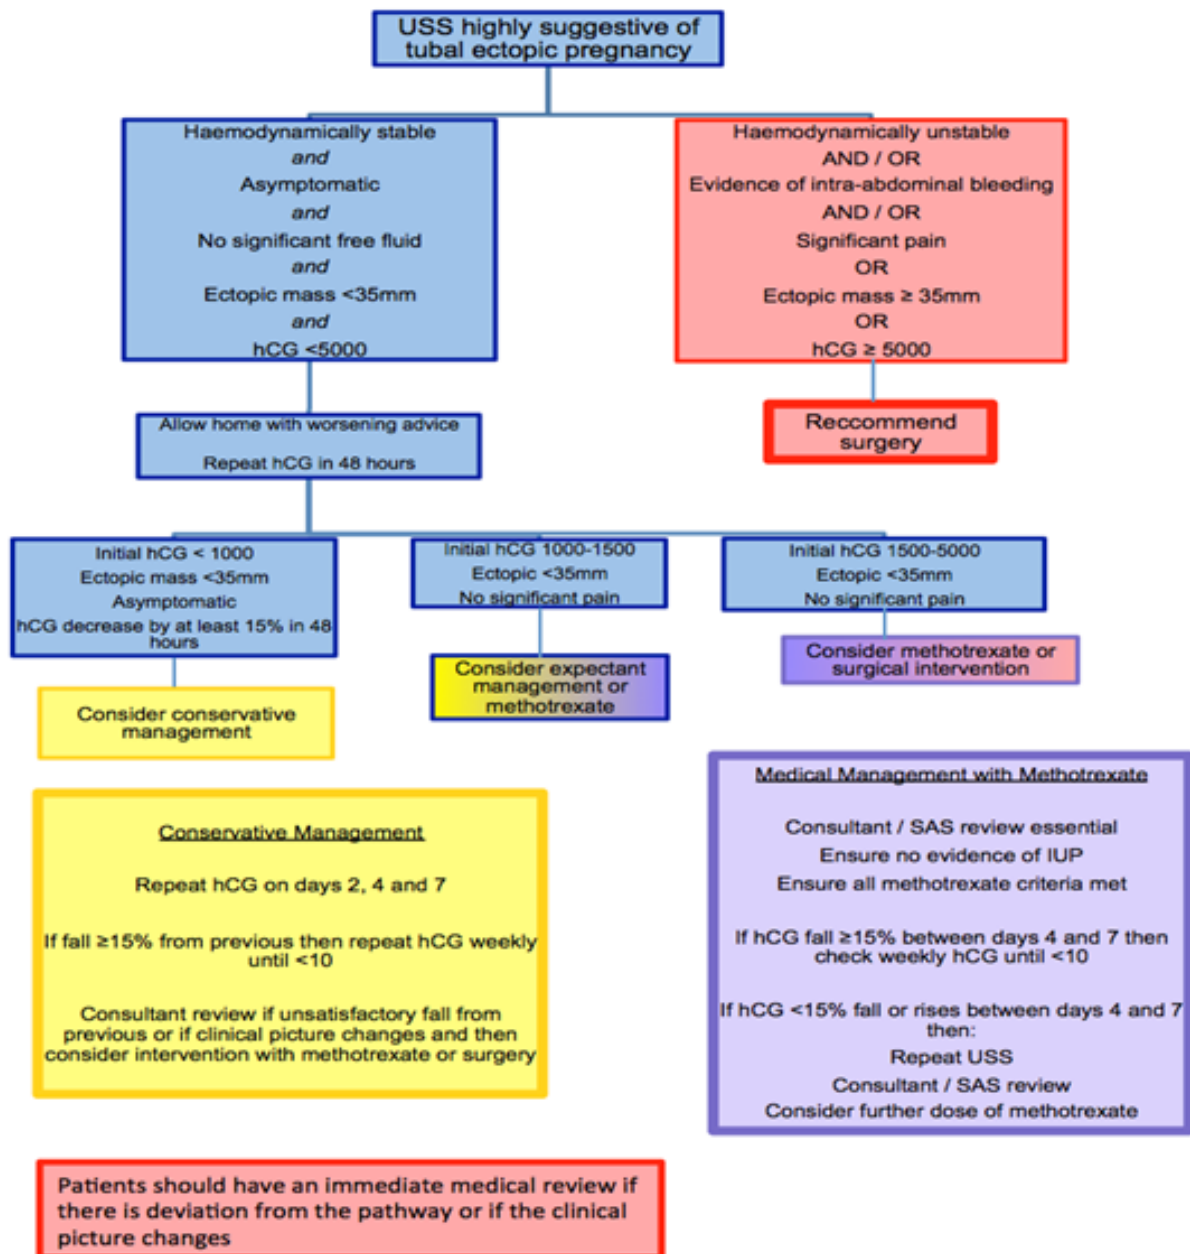 USS highly suggestive of
tubal ectopic pregnancy
Haemodynamically stable
and
Asymptomatic
and
No significant free fluid
and
Ectopic mass <35mm
and
hCG <5000
Haemodynamically unstable
AND / OR
Evidence of intra-abdominal bleeding
AND / OR
Significant pain
OR
Ectopic mass ≥ 35mm
OR
hCG ≥ 5000
Allow home with worsening advice
Repeat hCG in 48 hours
Reccommend
surgery
Initial hCG < 1000
Ectopic mass <35mm
Asymptomatic
hCG decrease by at least 15% in 48
hours
Initial hCG 1000-1500
Ectopic <35mm
No significant pain
Initial hCG 1500-5000
Ectopic <35mm
No significant pain
Consider conservative
management
Consider expectant
management or
methotrexate
Consider methotrexate or
surgical intervention
Conservative Management
Repeat hCG on days 2, 4 and 7
If fall ≥15% from previous then repeat hCG weekly
until <10
Consultant review if unsatisfactory fall from
previous or if clinical picture changes and then
consider intervention with methotrexate or surgery
Medical Management with Methotrexate
Consultant / SAS review essential
Ensure no evidence of IUP
Ensure all methotrexate criteria met
If hCG fall ≥15% between days 4 and 7 then
check weekly hCG until <10
If hCG <15% fall or rises between days 4 and 7
then:
Repeat USS
Consultant / SAS review
Consider further dose of methotrexate
Patients should have an immediate medical review if
there is deviation from the pathway or if the clinical
picture changes